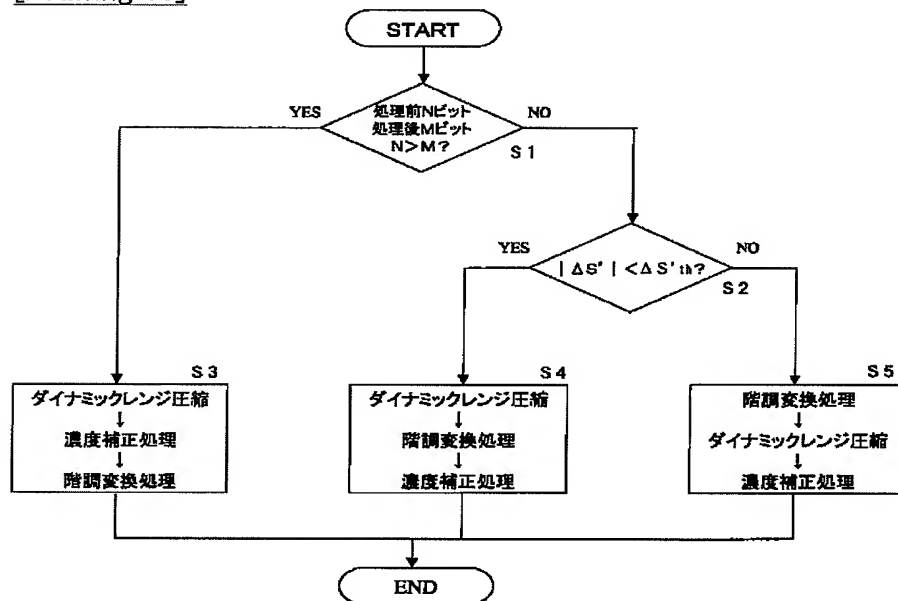 START
YES
処理前Nビット
処理後Mビット
N>M?
NO
S1
YES
|ΔS'|<ΔS'th?
NO
S2
S3
ダイナミックレンジ圧縮
↓
濃度補正処理
↓
階調変換処理
S4
ダイナミックレンジ圧縮
↓
階調変換処理
↓
濃度補正処理
S5
階調変換処理
↓
ダイナミックレンジ圧縮
↓
濃度補正処理
END